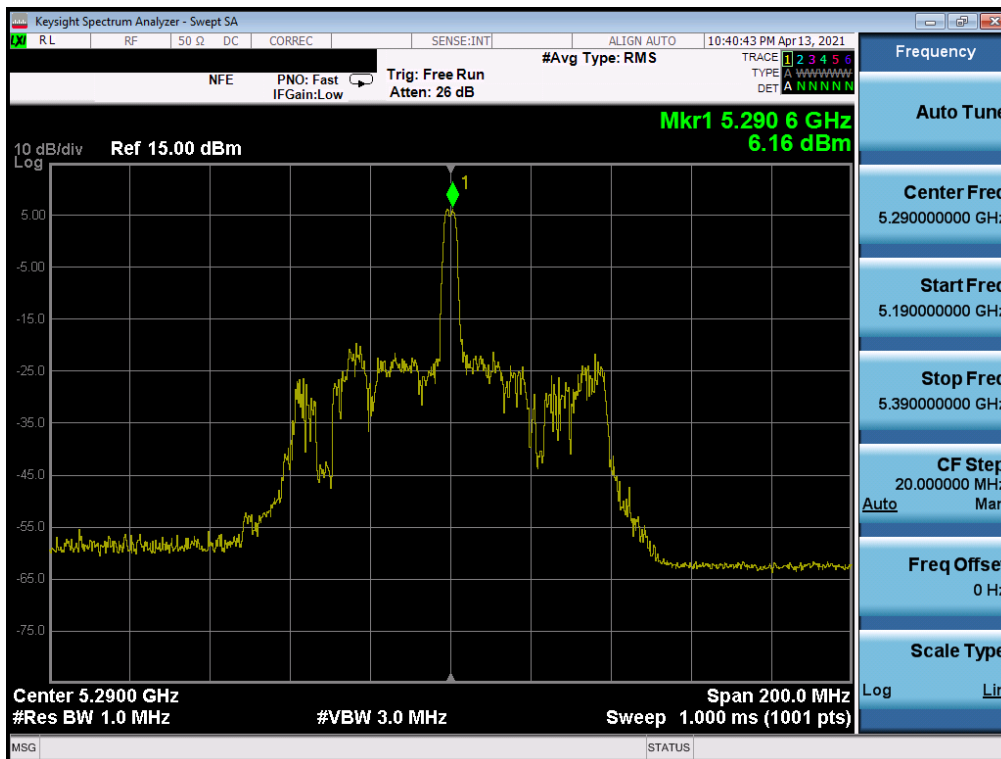 Keysight Spectrum Analyzer - Swept SA
LXI RL RF 50 Ω DC CORREC SENSE:INT ALIGN AUTO 10:40:43 PM Apr 13, 2021
NFE PNO: Fast Trig: Free Run #Avg Type: RMS TRACE 1 2 3 4 5 6
IFGain:Low Atten: 26 dB TYPE A WWWWW
DET A N N N N N
Mkr1 5.290 6 GHz
6.16 dBm
10 dB/div Ref 15.00 dBm
Log
1
5.00
-5.00
-15.0
-25.0
-35.0
-45.0
-55.0
-65.0
-75.0
Center 5.2900 GHz Span 200.0 MHz
#Res BW 1.0 MHz #VBW 3.0 MHz Sweep 1.000 ms (1001 pts)
MSG STATUS
Frequency
Auto Tune
Center Freq
5.290000000 GHz
Start Freq
5.190000000 GHz
Stop Freq
5.390000000 GHz
CF Step
20.000000 MHz
Auto Man
Freq Offset
0 Hz
Scale Type
Log Lin